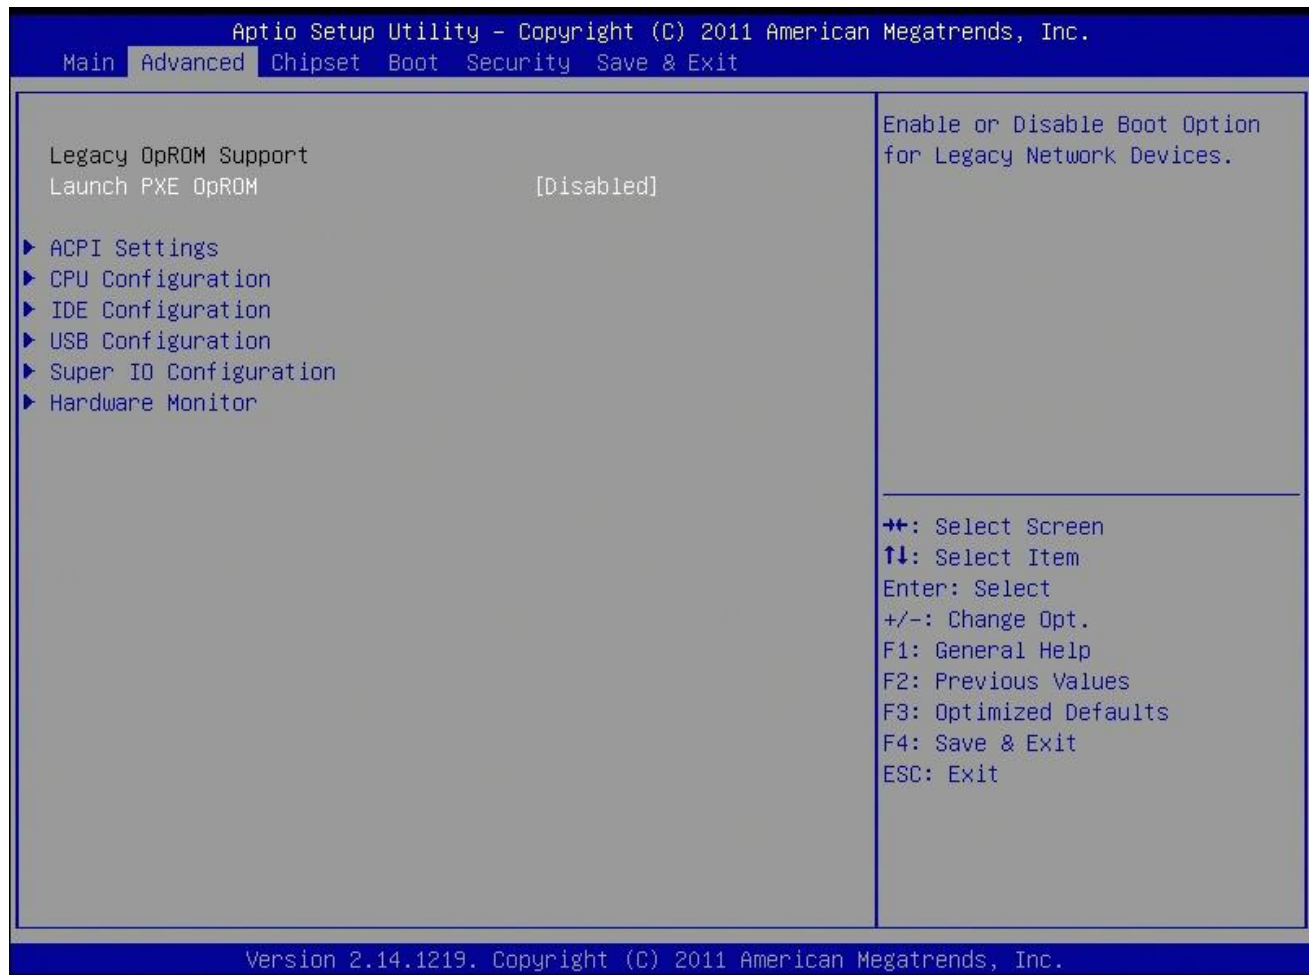 Aptio Setup Utility – Copyright (C) 2011 American Megatrends, Inc.
Main Advanced Chipset Boot Security Save & Exit
Legacy OpROM Support
Launch PXE OpROM [Disabled]
ACPI Settings
CPU Configuration
IDE Configuration
USB Configuration
Super IO Configuration
Hardware Monitor
Enable or Disable Boot Option
for Legacy Network Devices.
→←: Select Screen
↑↓: Select Item
Enter: Select
+/-: Change Opt.
F1: General Help
F2: Previous Values
F3: Optimized Defaults
F4: Save & Exit
ESC: Exit
Version 2.14.1219. Copyright (C) 2011 American Megatrends, Inc.